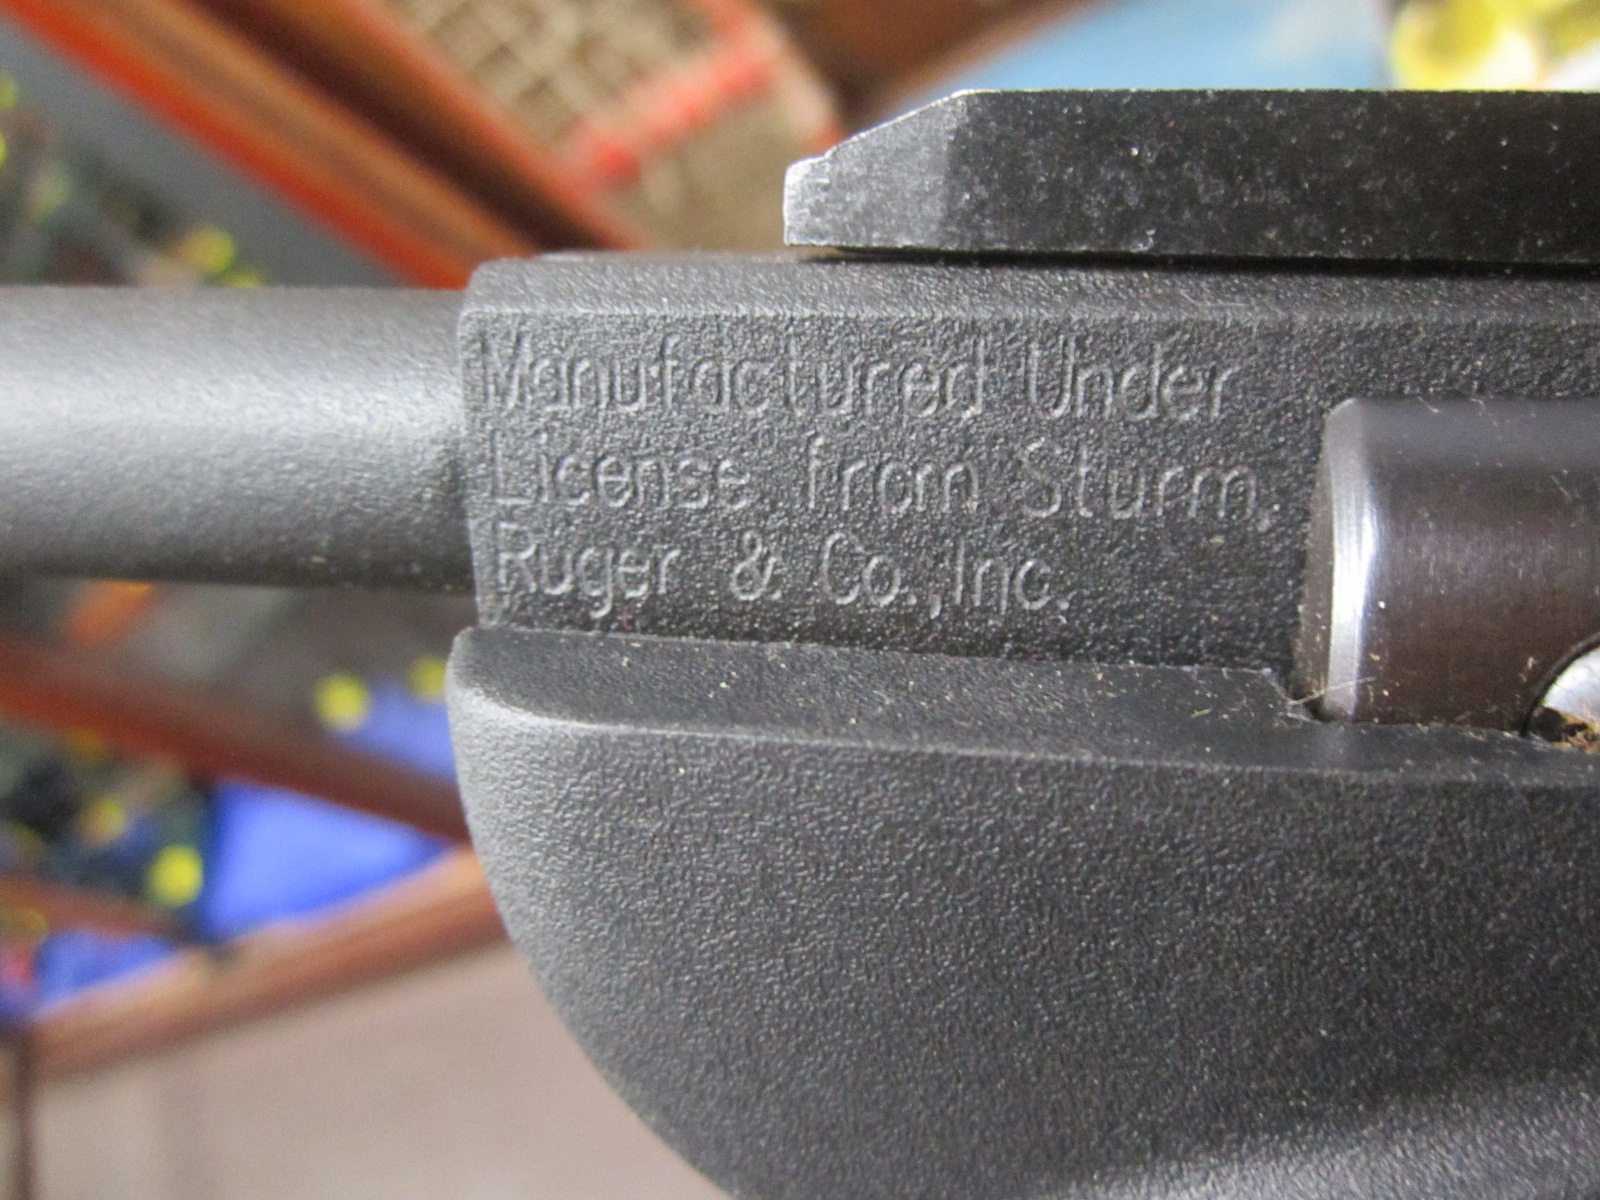 Manufactured Under
License from Sturm,
Ruger & Co.,Inc.